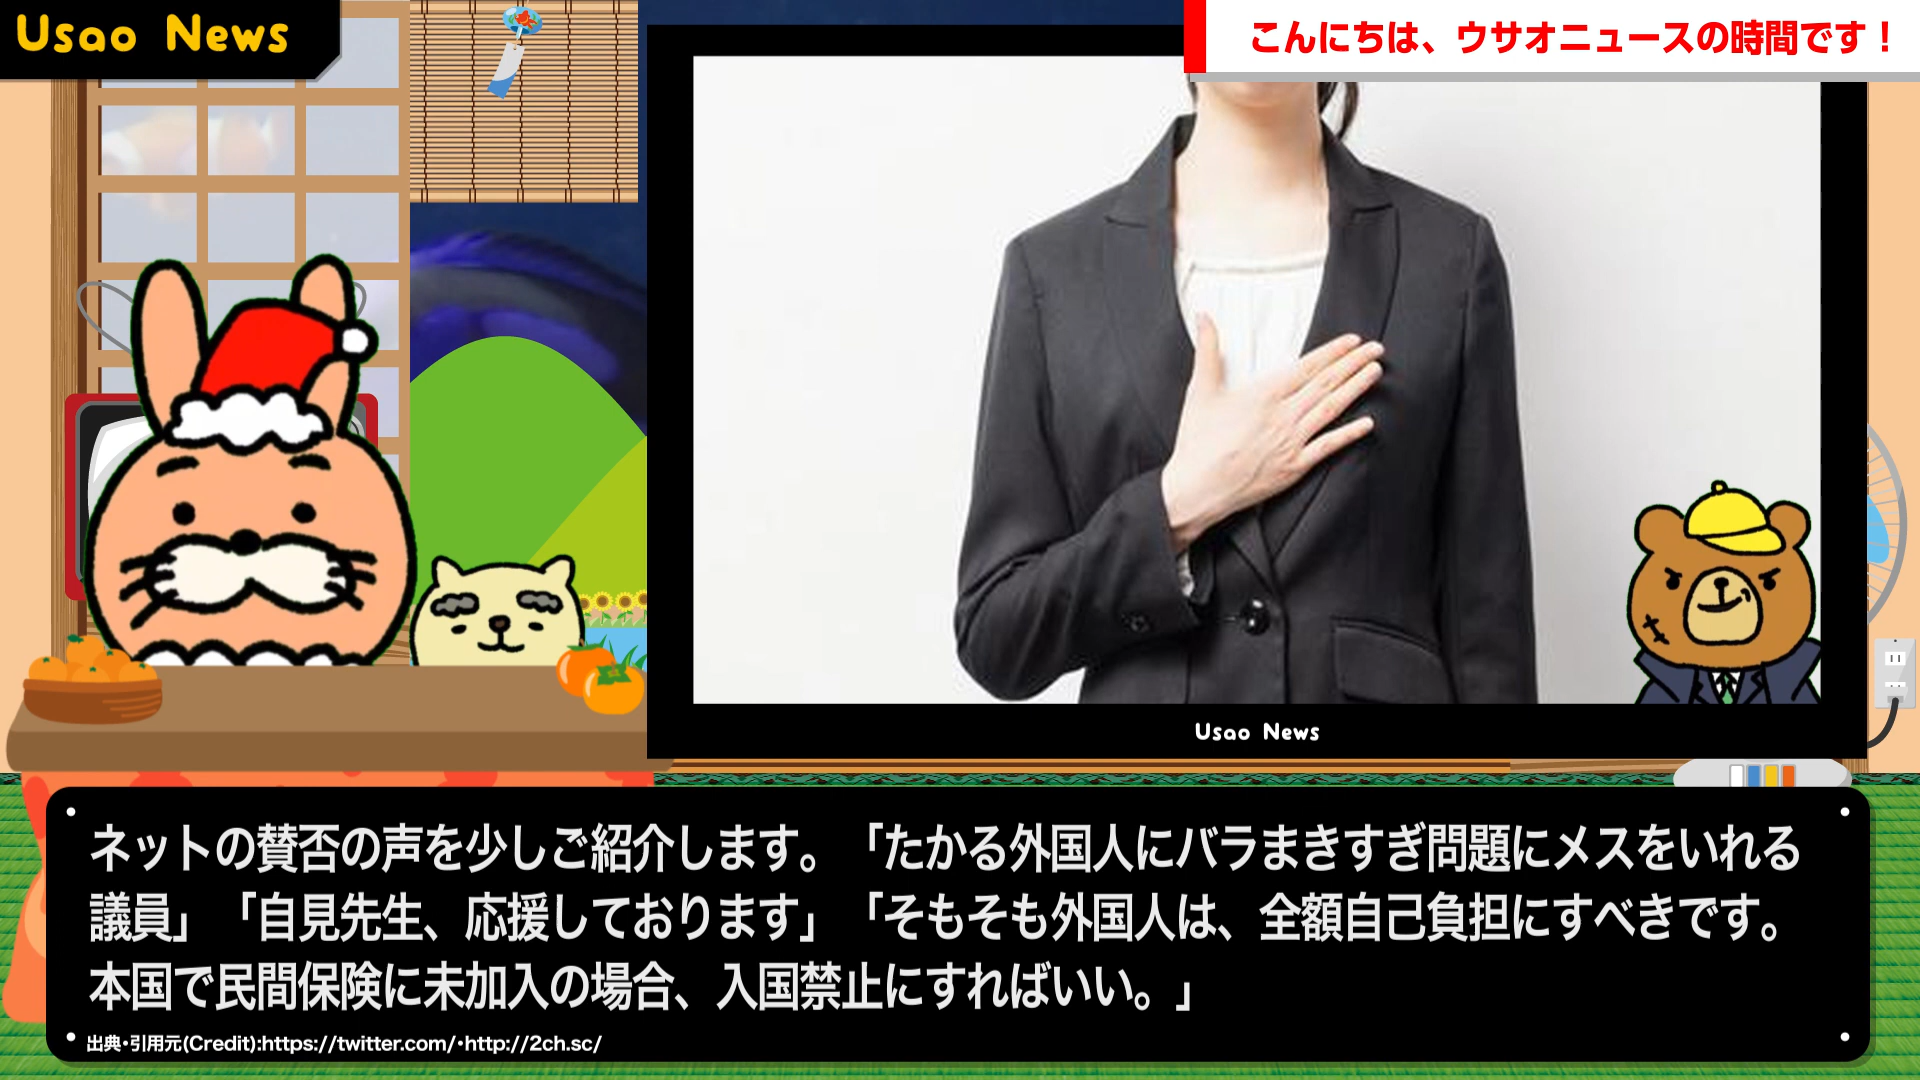 Usao News
こんにちは、ウサオニュースの時間です！
Usao News
ネットの賛否の声を少しご紹介します。「たかる外国人にバラまきすぎ問題にメスをいれる
議員」「自見先生、応援しております」「そもそも外国人は、全額自己負担にすべきです。
本国で民間保険に未加入の場合、入国禁止にすればいい。」
出典・引用元(Credit):https://twitter.com/・http://2ch.sc/